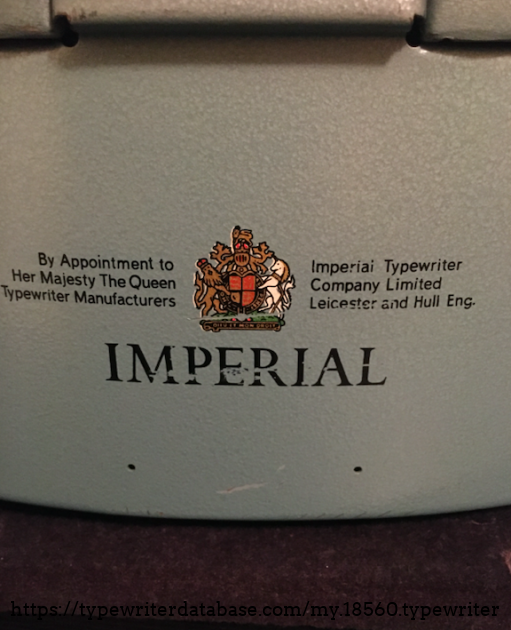 By Appointment to
Her Majesty The Queen
Typewriter Manufacturers
Imperial Typewriter
Company Limited
Leicester and Hull Eng.
IMPERIAL
https://typewriterdatabase.com/my.18560.typewriter